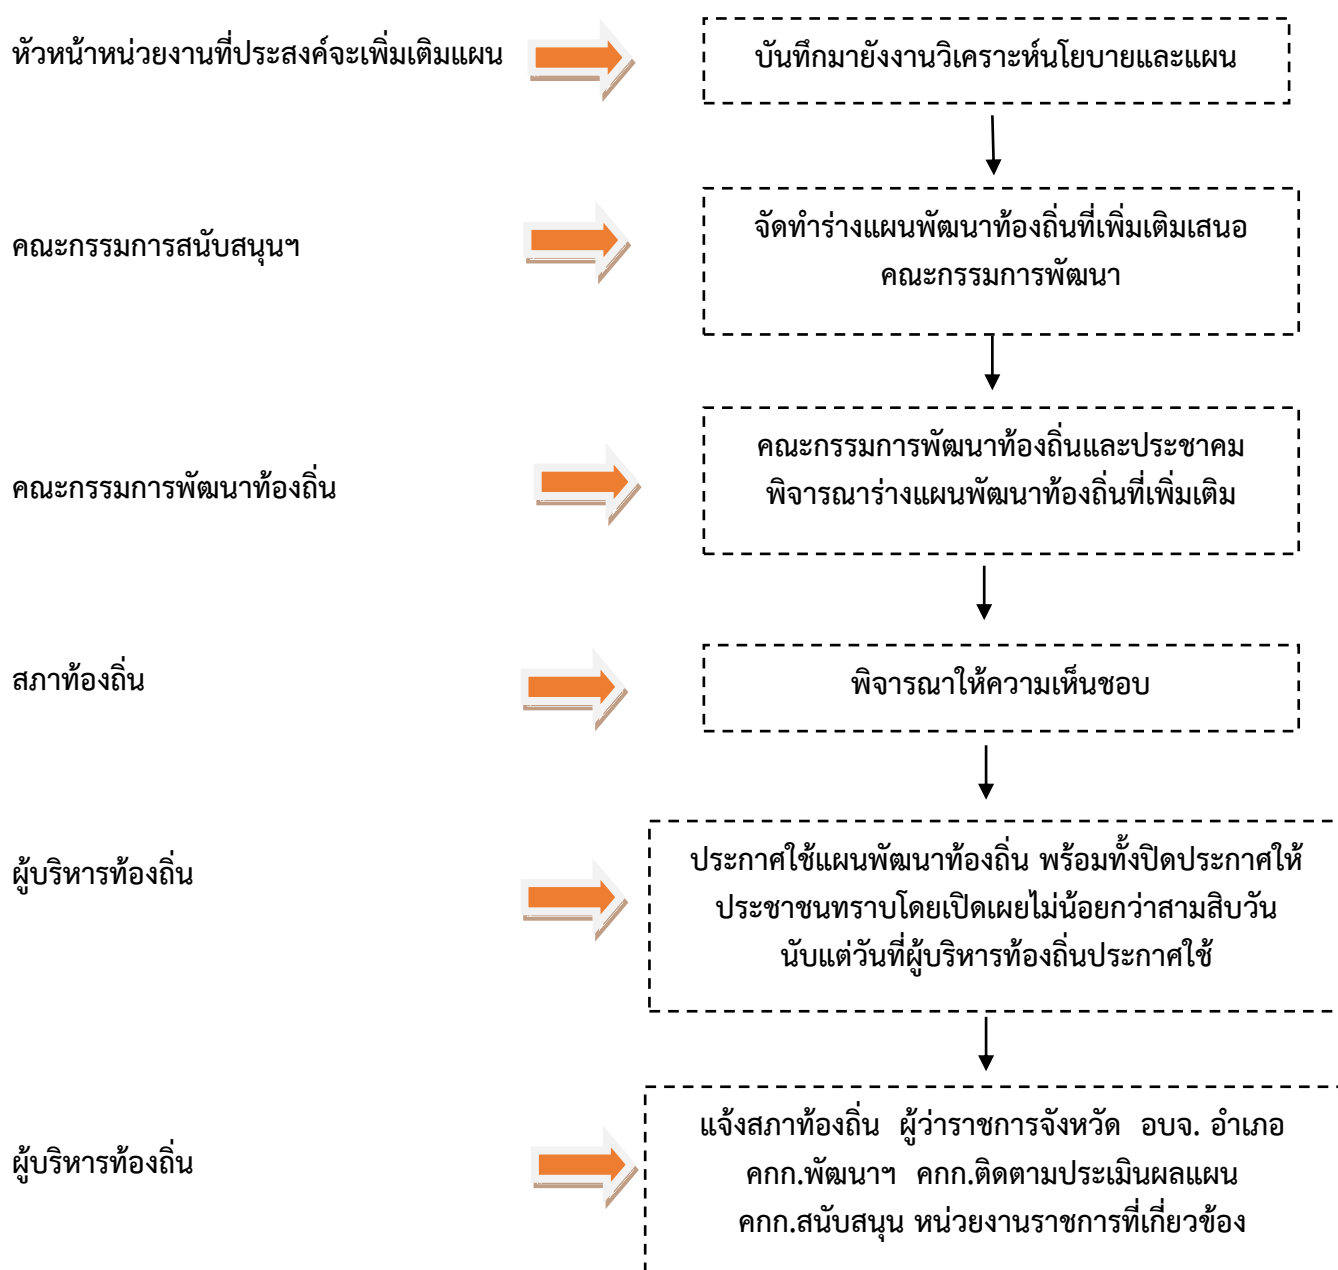 หัวหน้าหน่วยงานที่ประสงค์จะเพิ่มเติมแผน
บันทึกมายังงานวิเคราะห์นโยบายและแผน
คณะกรรมการสนับสนุนฯ
จัดทำร่างแผนพัฒนาท้องถิ่นที่เพิ่มเติมเสนอ
คณะกรรมการพัฒนา
คณะกรรมการพัฒนาท้องถิ่น
คณะกรรมการพัฒนาท้องถิ่นและประชาคม
พิจารณาร่างแผนพัฒนาท้องถิ่นที่เพิ่มเติม
สภาท้องถิ่น
พิจารณาให้ความเห็นชอบ
ผู้บริหารท้องถิ่น
ประกาศใช้แผนพัฒนาท้องถิ่น พร้อมทั้งปิดประกาศให้
ประชาชนทราบโดยเปิดเผยไม่น้อยกว่าสามสิบวัน
นับแต่วันที่ผู้บริหารท้องถิ่นประกาศใช้
ผู้บริหารท้องถิ่น
แจ้งสภาท้องถิ่น ผู้ว่าราชการจังหวัด อบจ. อำเภอ
คกก.พัฒนาฯ คกก.ติดตามประเมินผลแผน
คกก.สนับสนุน หน่วยงานราชการที่เกี่ยวข้อง